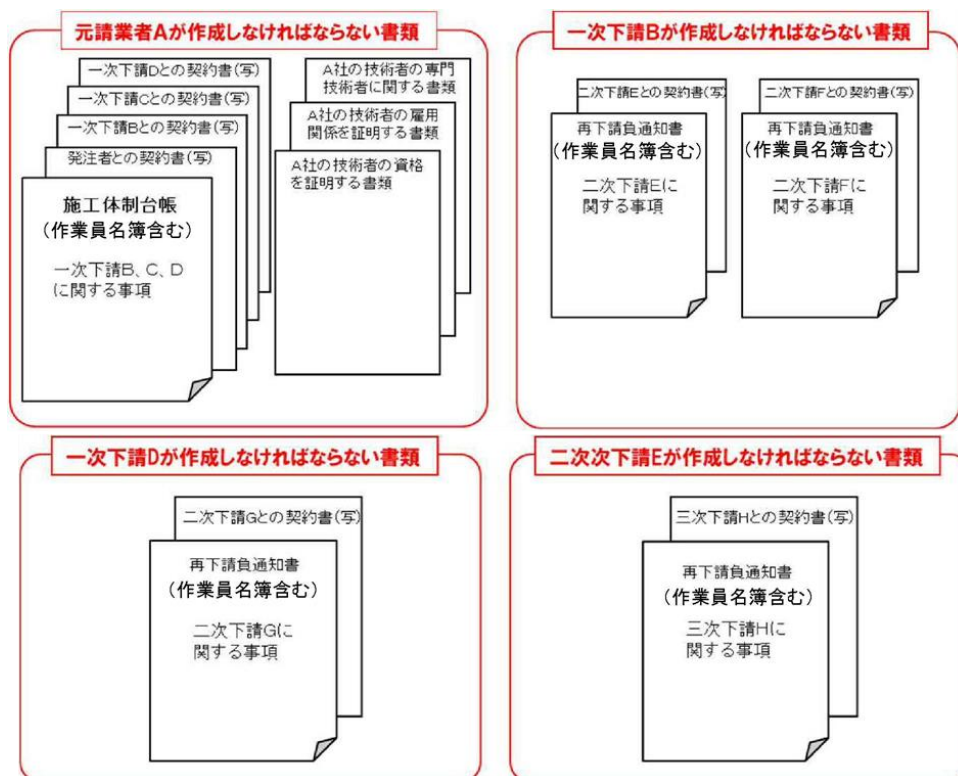 元請業者Aが作成しなければならない書類
一次下請Dとの契約書(写)
一次下請Cとの契約書(写)
一次下請Bとの契約書(写)
発注者との契約書(写)
施工体制台帳
(作業員名簿含む)
一次下請B、C、D
に関する事項
A社の技術者の専門
技術者に関する書類
A社の技術者の雇用
関係を証明する書類
A社の技術者の資格
を証明する書類
一次下請Bが作成しなければならない書類
二次下請Eとの契約書(写)
再下請負通知書
(作業員名簿含む)
二次下請Eに
関する事項
二次下請Fとの契約書(写)
再下請負通知書
(作業員名簿含む)
二次下請Fに
関する事項
一次下請Dが作成しなければならない書類
二次下請Gとの契約書(写)
再下請負通知書
(作業員名簿含む)
二次下請Gに
関する事項
二次次下請Eが作成しなければならない書類
三次下請Hとの契約書(写)
再下請負通知書
(作業員名簿含む)
三次下請Hに
関する事項